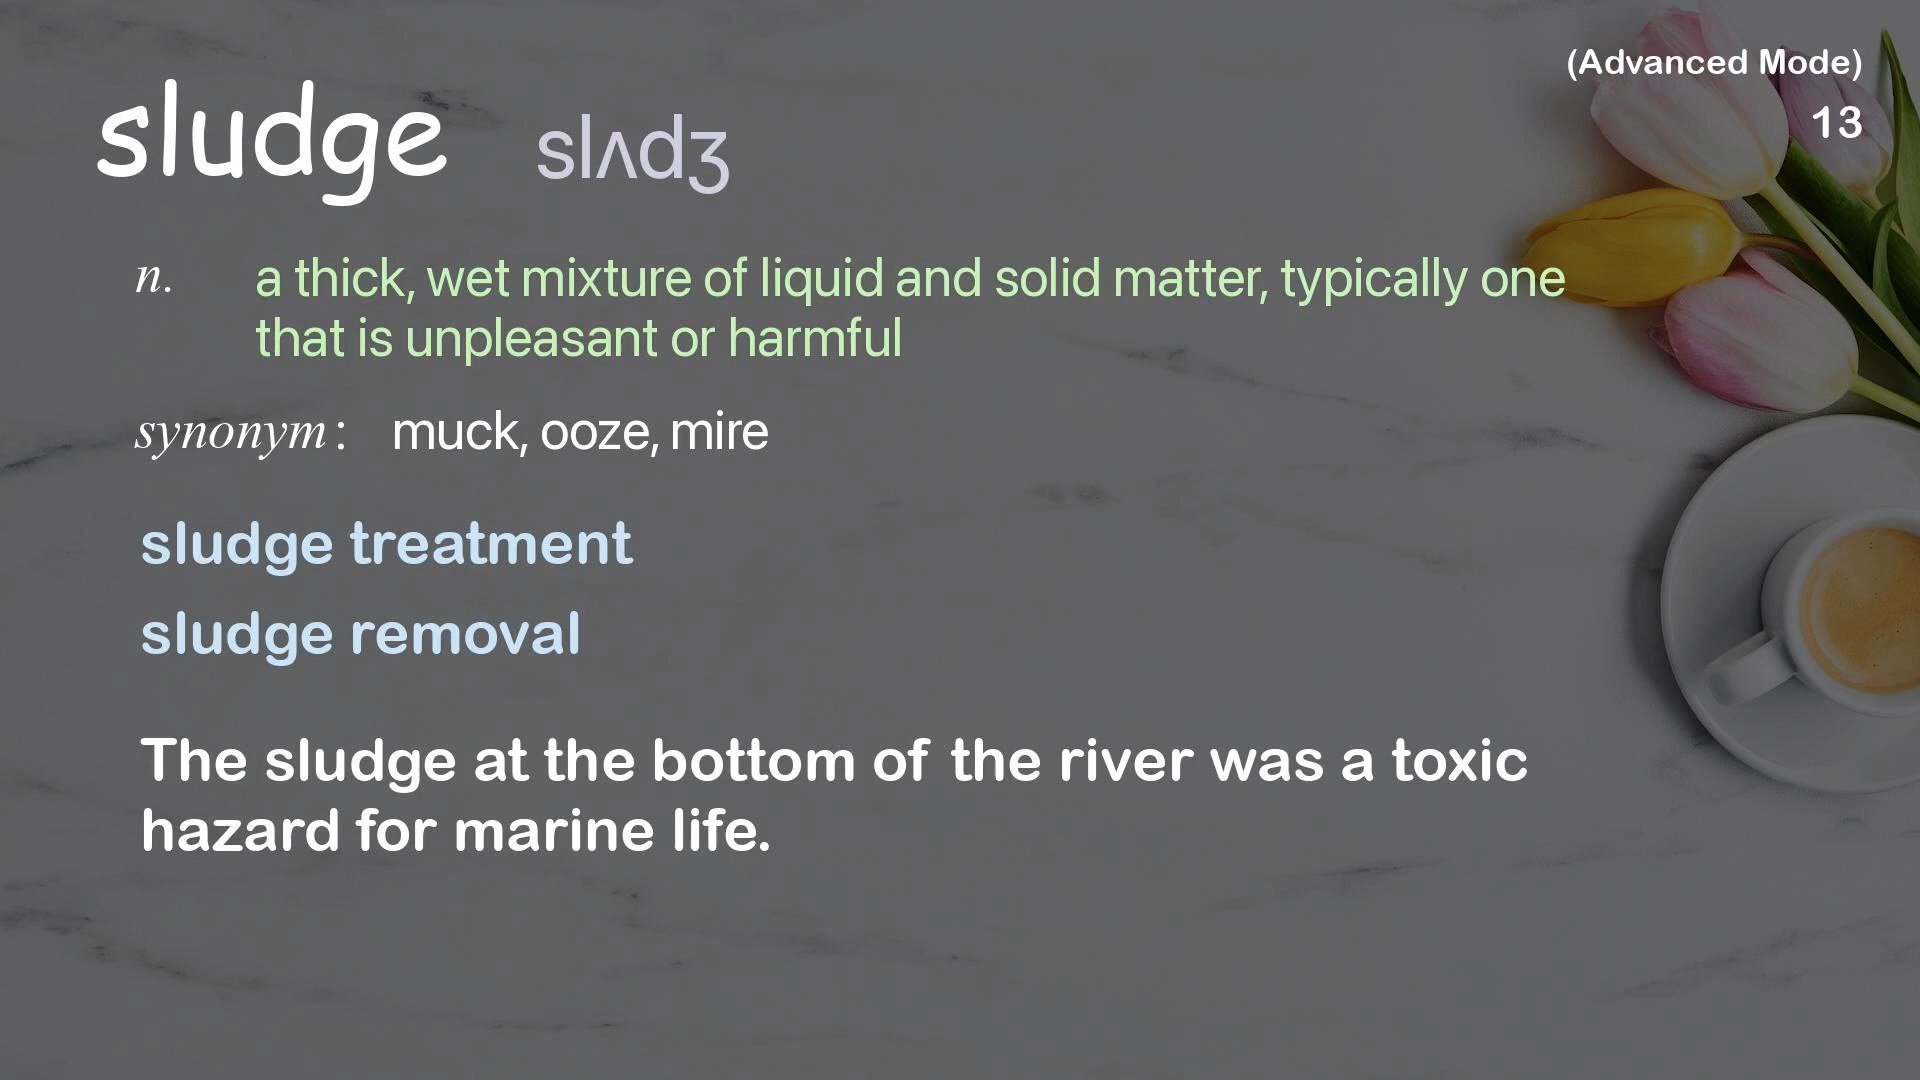 (Advanced Mode)
13
sludge slʌdʒ
n. a thick, wet mixture of liquid and solid matter, typically one
that is unpleasant or harmful
synonym: muck, ooze, mire
sludge treatment
sludge removal
The sludge at the bottom of the river was a toxic
hazard for marine life.